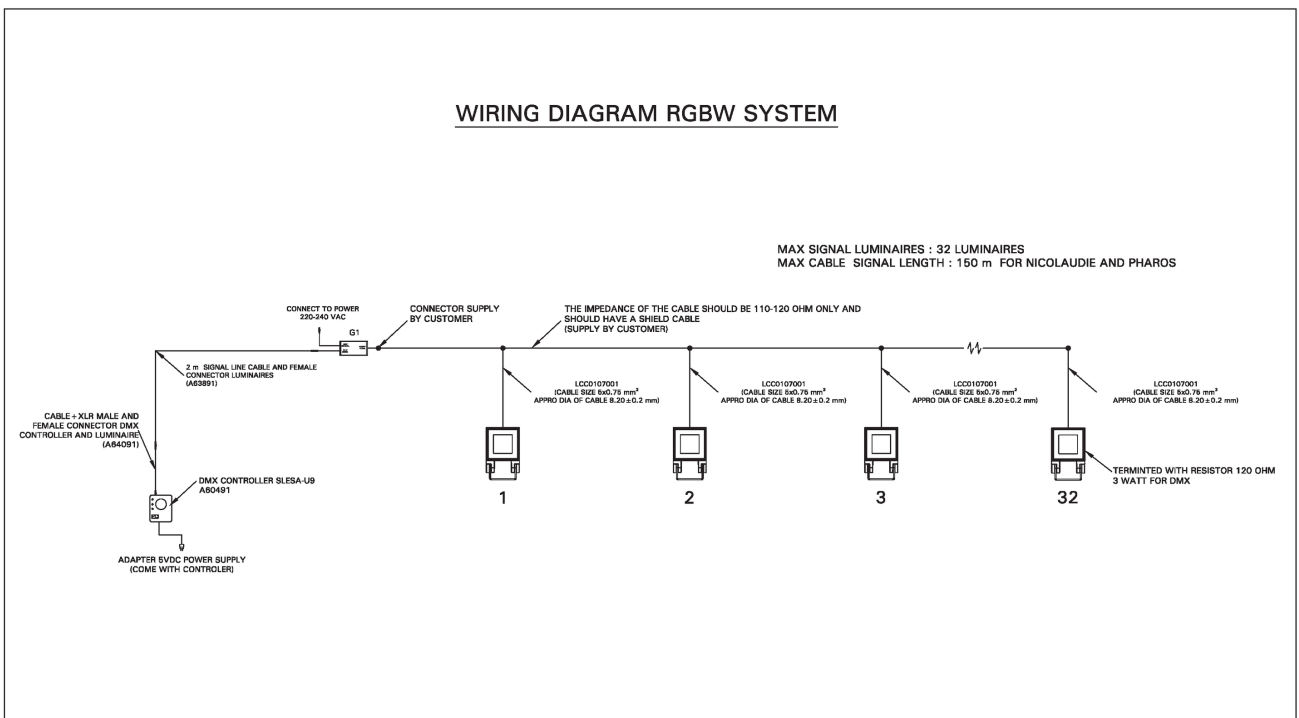 WIRING DIAGRAM RGBW SYSTEM
MAX SIGNAL LUMINAIRES : 32 LUMINAIRES
MAX CABLE SIGNAL LENGTH : 150 m FOR NICOLAUDIE AND PHAROS
CONNECT TO POWER
220-240 VAC
G1
CONNECTOR SUPPLY
BY CUSTOMER
THE IMPEDANCE OF THE CABLE SHOULD BE 110-120 OHM ONLY AND
SHOULD HAVE A SHIELD CABLE
(SUPPLY BY CUSTOMER)
2 m SIGNAL LINE CABLE AND FEMALE
CONNECTOR LUMINAIRES
(A63891)
LCC0107001
(CABLE SIZE 5x0.75 mm²
APPRO DIA OF CABLE 8.20±0.2 mm)
LCC0107001
(CABLE SIZE 5x0.75 mm²
APPRO DIA OF CABLE 8.20±0.2 mm)
LCC0107001
(CABLE SIZE 5x0.75 mm²
APPRO DIA OF CABLE 8.20±0.2 mm)
LCC0107001
(CABLE SIZE 5x0.75 mm²
APPRO DIA OF CABLE 8.20±0.2 mm)
CABLE+XLR MALE AND
FEMALE CONNECTOR DMX
CONTROLLER AND LUMINAIRE
(A64091)
DMX CONTROLLER SLESA-U9
A60491
TERMINTED WITH RESISTOR 120 OHM
3 WATT FOR DMX
1
2
3
32
ADAPTER 5VDC POWER SUPPLY
(COME WITH CONTROLER)